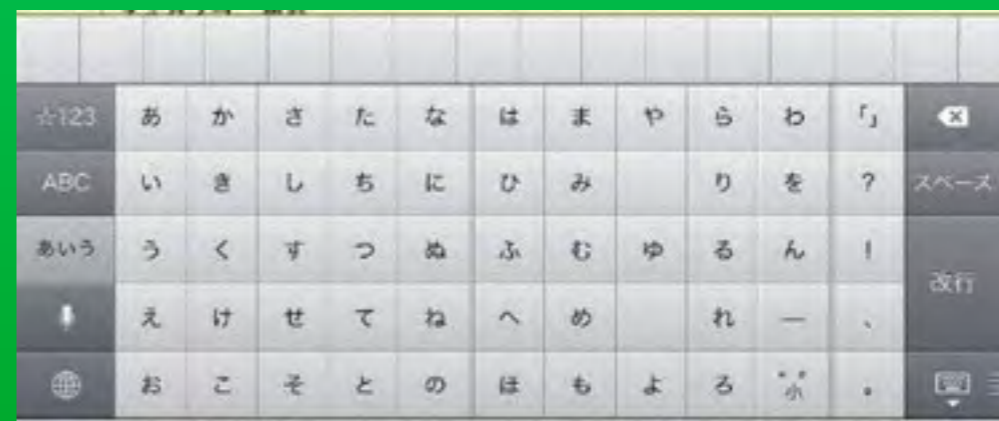 ☆123 あ か さ た な は ま や ら わ 「」
ABC い き し ち に ひ み り を ? スペース
あいう う く す つ ぬ ふ む ゆ る ん !
改行
え け せ て ね へ め れ ー 、
お こ そ と の ほ も よ ろ ゛゜小 。